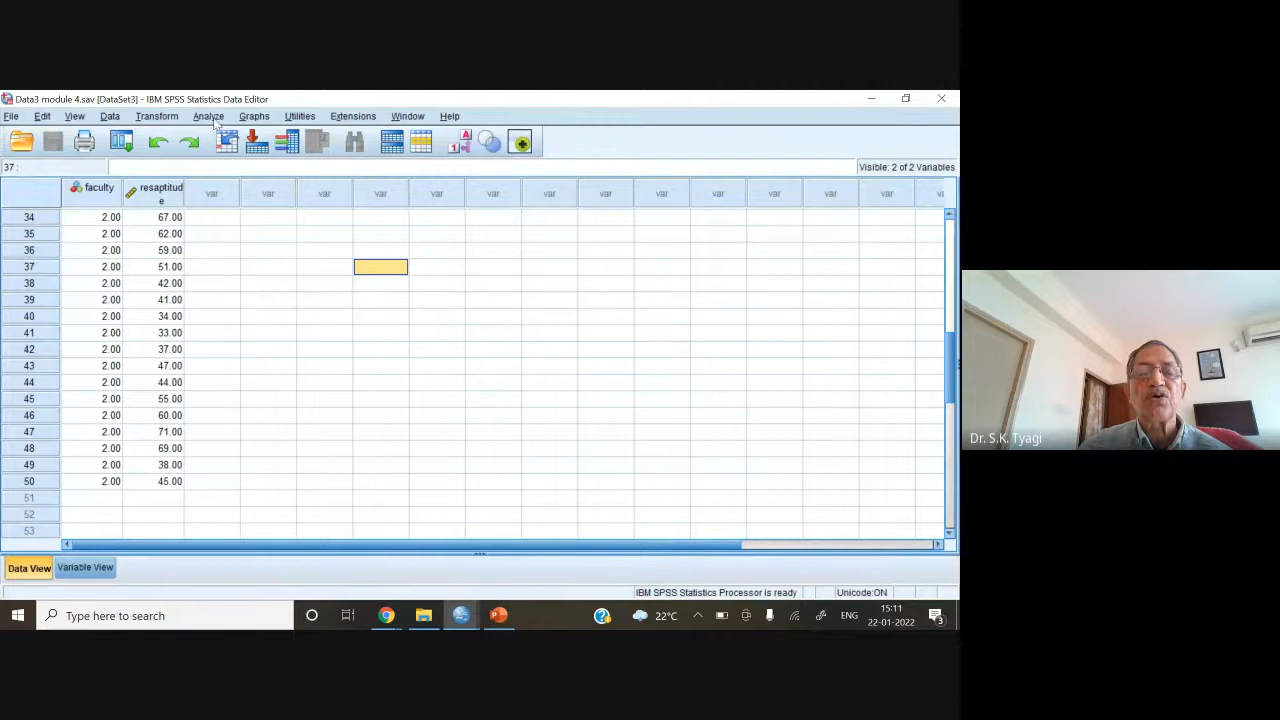 Data3 module 4.sav [DataSet3] - IBM SPSS Statistics Data Editor
File Edit View Data Transform Analyze Graphs Utilities Extensions Window Help
37 :
Visible: 2 of 2 Variables
faculty resaptitud var var var var var var var var var var var var var
e
34 2.00 67.00
35 2.00 62.00
36 2.00 59.00
37 2.00 51.00
38 2.00 42.00
39 2.00 41.00
40 2.00 34.00
41 2.00 33.00
42 2.00 37.00
43 2.00 47.00
44 2.00 44.00
45 2.00 55.00
46 2.00 60.00
47 2.00 71.00
48 2.00 69.00
49 2.00 38.00
50 2.00 45.00
51
52
53
Data View Variable View
IBM SPSS Statistics Processor is ready Unicode:ON
Type here to search
22°C
ENG
15:11
22-01-2022
3
Dr. S.K. Tyagi